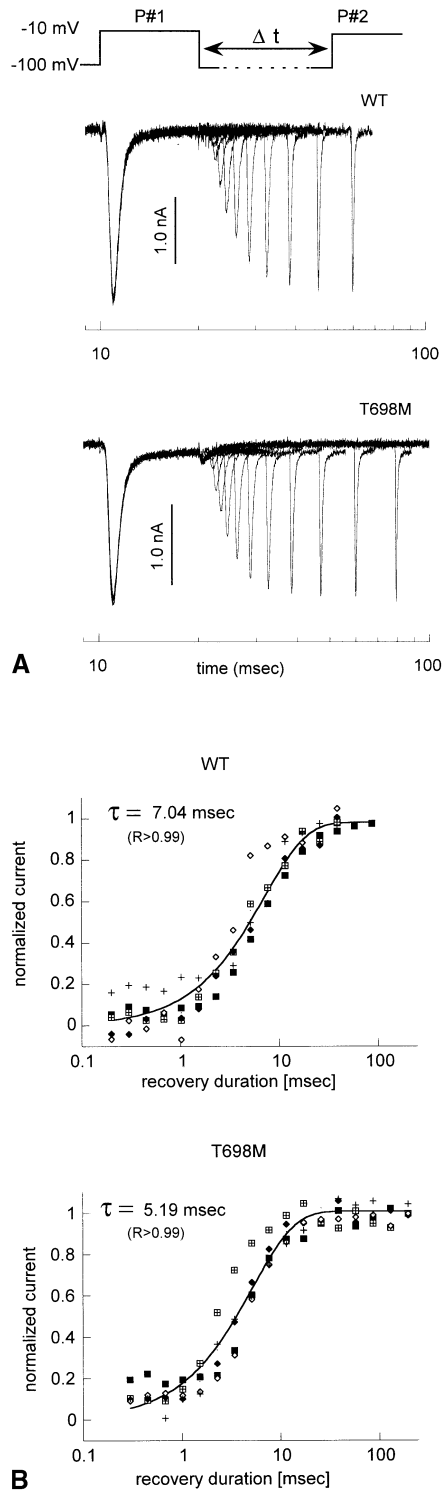 P#1 P#2
-10 mV
Δ t
-100 mV
WT
1.0 nA
10 100
T698M
1.0 nA
10 time (msec) 100
A
WT
τ = 7.04 msec
(R>0.99)
normalized current
1
0.8
0.6
0.4
0.2
0
0.1 1 10 100
recovery duration [msec]
T698M
τ = 5.19 msec
(R>0.99)
normalized current
1
0.8
0.6
0.4
0.2
0
0.1 1 10 100
recovery duration [msec]
B